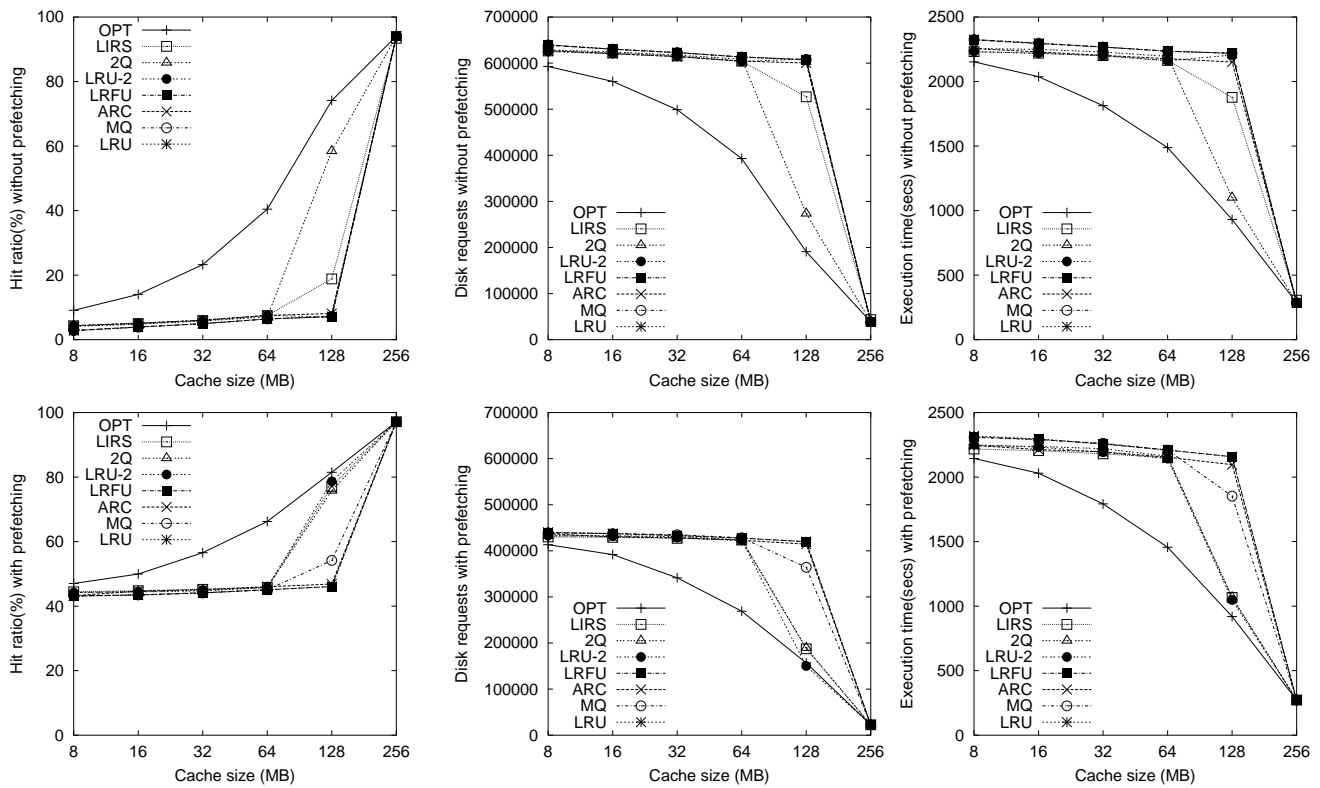 Hit ratio(%) without prefetching
100
80
60
40
20
0
OPT
LIRS
2Q
LRU-2
LRFU
ARC
MQ
LRU
8 16 32 64 128 256
Cache size (MB)
Disk requests without prefetching
700000
600000
500000
400000
300000
200000
100000
0
OPT
LIRS
2Q
LRU-2
LRFU
ARC
MQ
LRU
8 16 32 64 128 256
Cache size (MB)
Execution time(secs) without prefetching
2500
2000
1500
1000
500
0
OPT
LIRS
2Q
LRU-2
LRFU
ARC
MQ
LRU
8 16 32 64 128 256
Cache size (MB)
Hit ratio(%) with prefetching
100
80
60
40
20
0
OPT
LIRS
2Q
LRU-2
LRFU
ARC
MQ
LRU
8 16 32 64 128 256
Cache size (MB)
Disk requests with prefetching
700000
600000
500000
400000
300000
200000
100000
0
OPT
LIRS
2Q
LRU-2
LRFU
ARC
MQ
LRU
8 16 32 64 128 256
Cache size (MB)
Execution time(secs) with prefetching
2500
2000
1500
1000
500
0
OPT
LIRS
2Q
LRU-2
LRFU
ARC
MQ
LRU
8 16 32 64 128 256
Cache size (MB)